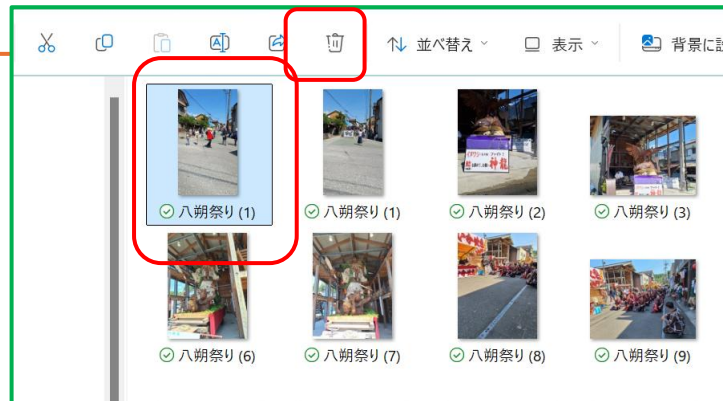 並べ替え 表示 背景に設
八朔祭り (1) 八朔祭り (1) 八朔祭り (2) 八朔祭り (3)
八朔祭り (6) 八朔祭り (7) 八朔祭り (8) 八朔祭り (9)